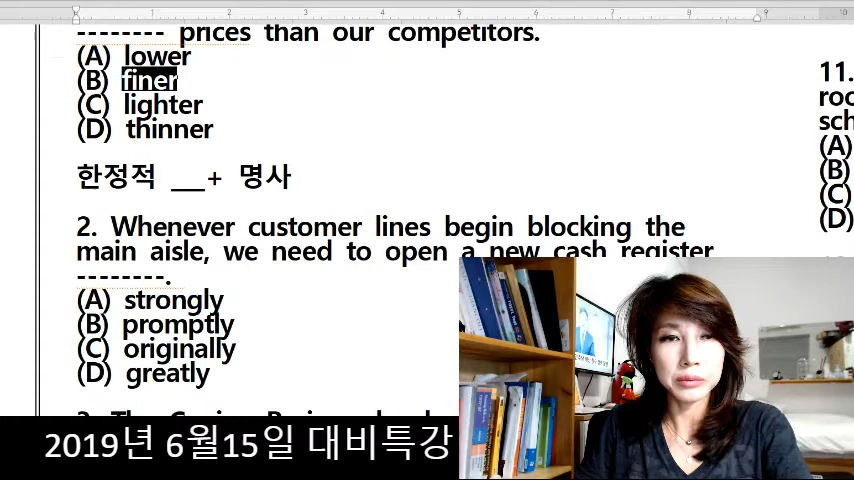 -------- prices than our competitors.
(A) lower
(B) finer
(C) lighter
(D) thinner
한정적 ___+ 명사
2. Whenever customer lines begin blocking the
main aisle, we need to open a new cash register
--------.
(A) strongly
(B) promptly
(C) originally
(D) greatly
2019년 6월15일 대비특강
11.
(A)
(B)
(C)
(D)